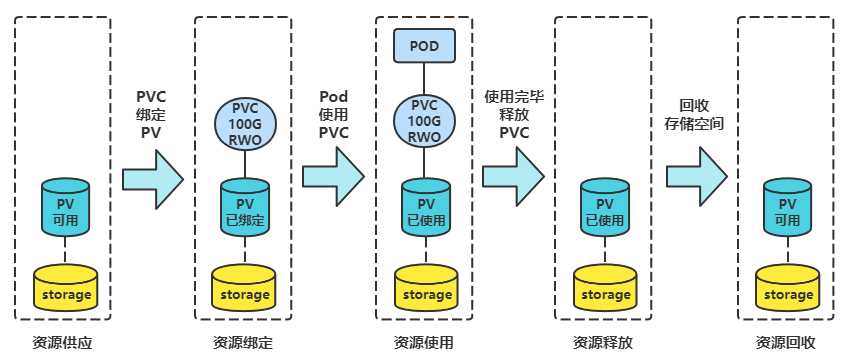 PV
可用
storage
资源供应
PVC
绑定
PV
PVC
100G
RWO
PV
已绑定
storage
资源绑定
Pod
使用
PVC
POD
PVC
100G
RWO
PV
已使用
storage
资源使用
使用完毕
释放
PVC
PV
已使用
storage
资源释放
回收
存储空间
PV
可用
storage
资源回收